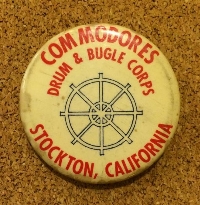 COMMODORES
DRUM & BUGLE CORPS
STOCKTON, CALIFORNIA